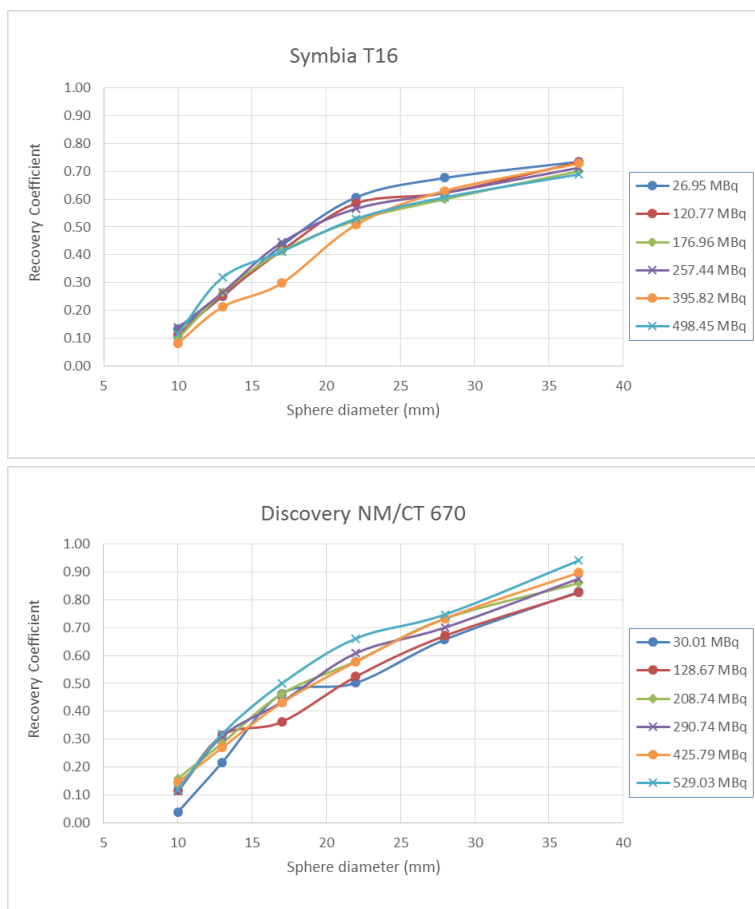 Symbia T16
1.00
0.90
0.80
0.70
0.60
0.50
0.40
0.30
0.20
0.10
0.00
Recovery Coefficient
5 10 15 20 25 30 35 40
Sphere diameter (mm)
26.95 MBq
120.77 MBq
176.96 MBq
257.44 MBq
395.82 MBq
498.45 MBq
Discovery NM/CT 670
1.00
0.90
0.80
0.70
0.60
0.50
0.40
0.30
0.20
0.10
0.00
Recovery Coefficient
5 10 15 20 25 30 35 40
Sphere diameter (mm)
30.01 MBq
128.67 MBq
208.74 MBq
290.74 MBq
425.79 MBq
529.03 MBq